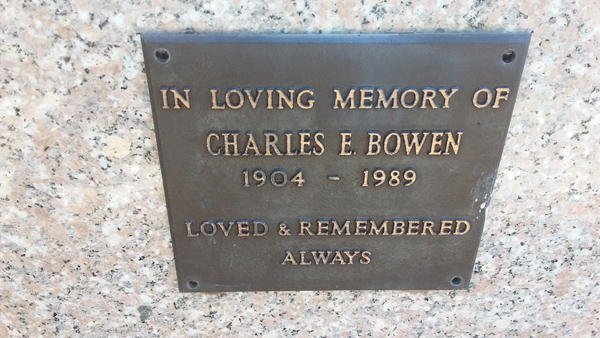 IN LOVING MEMORY OF
CHARLES E. BOWEN
1904 - 1989
LOVED & REMEMBERED
ALWAYS